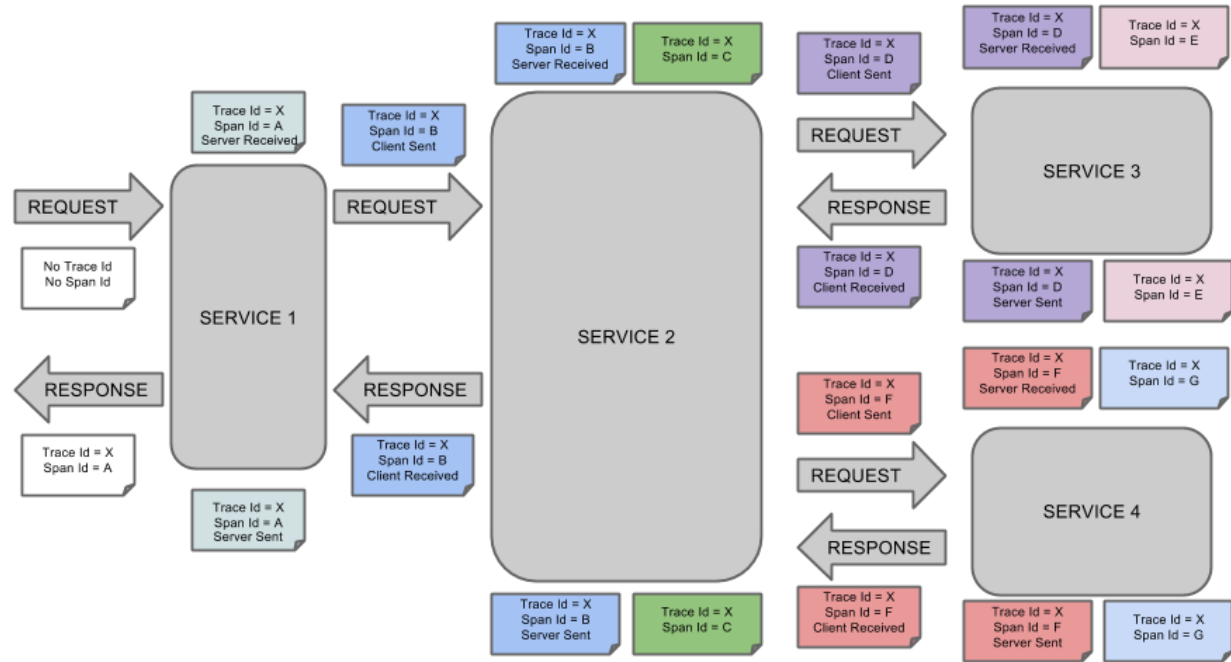 Trace Id = X
Span Id = B
Server Received
Trace Id = X
Span Id = C
Trace Id = X
Span Id = D
Client Sent
Trace Id = X
Span Id = D
Server Received
Trace Id = X
Span Id = E
Trace Id = X
Span Id = A
Server Received
Trace Id = X
Span Id = B
Client Sent
REQUEST
SERVICE 3
REQUEST
REQUEST
RESPONSE
No Trace Id
No Span Id
Trace Id = X
Span Id = D
Client Received
Trace Id = X
Span Id = D
Server Sent
Trace Id = X
Span Id = E
SERVICE 1
SERVICE 2
RESPONSE
RESPONSE
Trace Id = X
Span Id = F
Client Sent
Trace Id = X
Span Id = F
Server Received
Trace Id = X
Span Id = G
Trace Id = X
Span Id = A
Trace Id = X
Span Id = B
Client Received
REQUEST
SERVICE 4
Trace Id = X
Span Id = A
Server Sent
RESPONSE
Trace Id = X
Span Id = B
Server Sent
Trace Id = X
Span Id = C
Trace Id = X
Span Id = F
Client Received
Trace Id = X
Span Id = F
Server Sent
Trace Id = X
Span Id = G